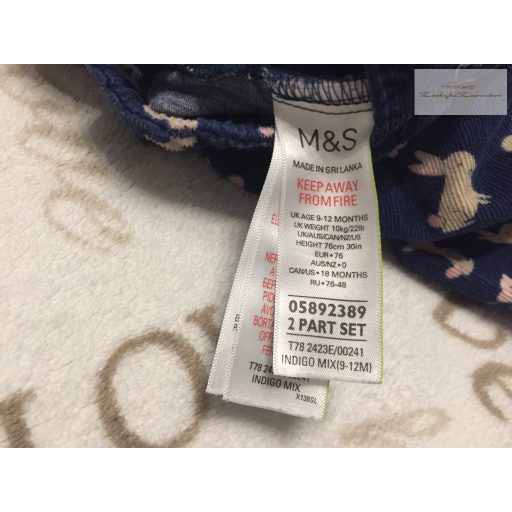 M&S
MADE IN SRI LANKA
KEEP AWAY
FROM FIRE
UK AGE 9-12 MONTHS
UK WEIGHT 10kg/22lb
UK/AUS/CAN/NZ/US
HEIGHT 76cm 30in
EUR • 76
AUS/NZ • 0
CAN/US • 18 MONTHS
RU • 76-48
05892389
2 PART SET
T78 2423E/00241
INDIGO MIX(9-12M)
INDIGO MIX
X139SL